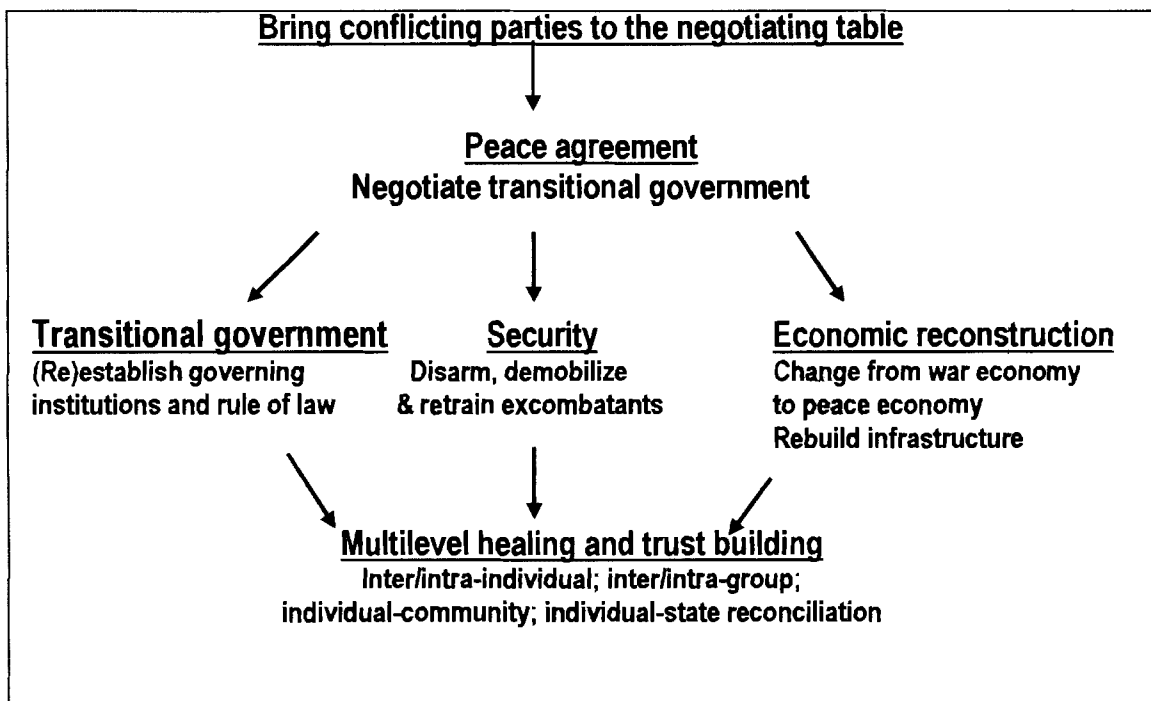 Bring conflicting parties to the negotiating table
Peace agreement
Negotiate transitional government
Transitional government
(Re)establish governing
institutions and rule of law
Security
Disarm, demobilize
& retrain excombatants
Economic reconstruction
Change from war economy
to peace economy
Rebuild infrastructure
Multilevel healing and trust building
Inter/intra-individual; inter/intra-group;
individual-community; individual-state reconciliation